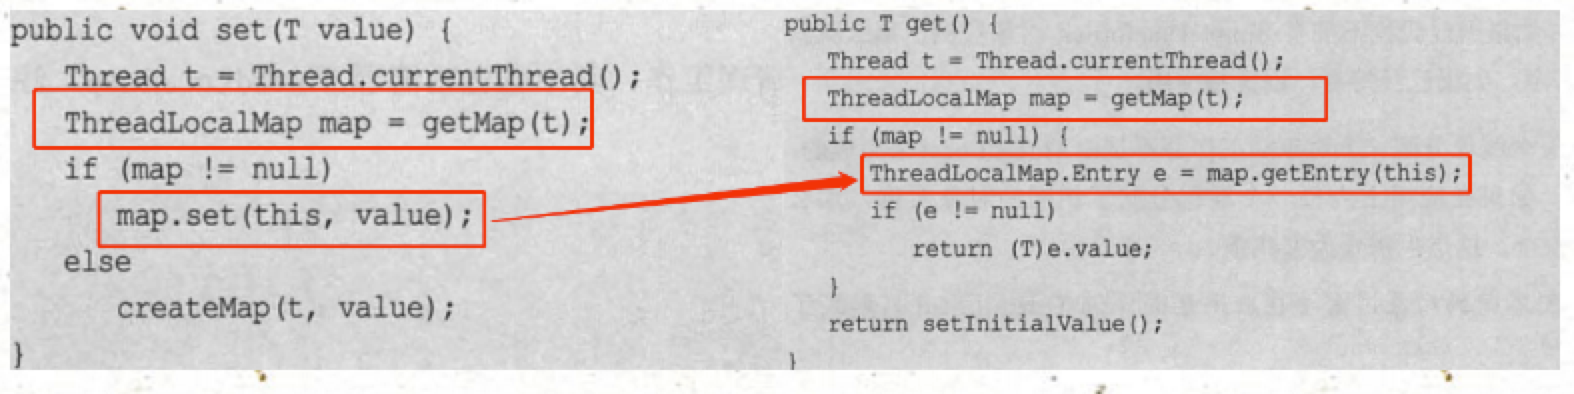 public void set(T value) {
Thread t = Thread.currentThread();
ThreadLocalMap map = getMap(t);
if (map != null)
map.set(this, value);
else
createMap(t, value);
}
public T get() {
Thread t = Thread.currentThread();
ThreadLocalMap map = getMap(t);
if (map != null) {
ThreadLocalMap.Entry e = map.getEntry(this);
if (e != null)
return (T)e.value;
}
return setInitialValue();
}